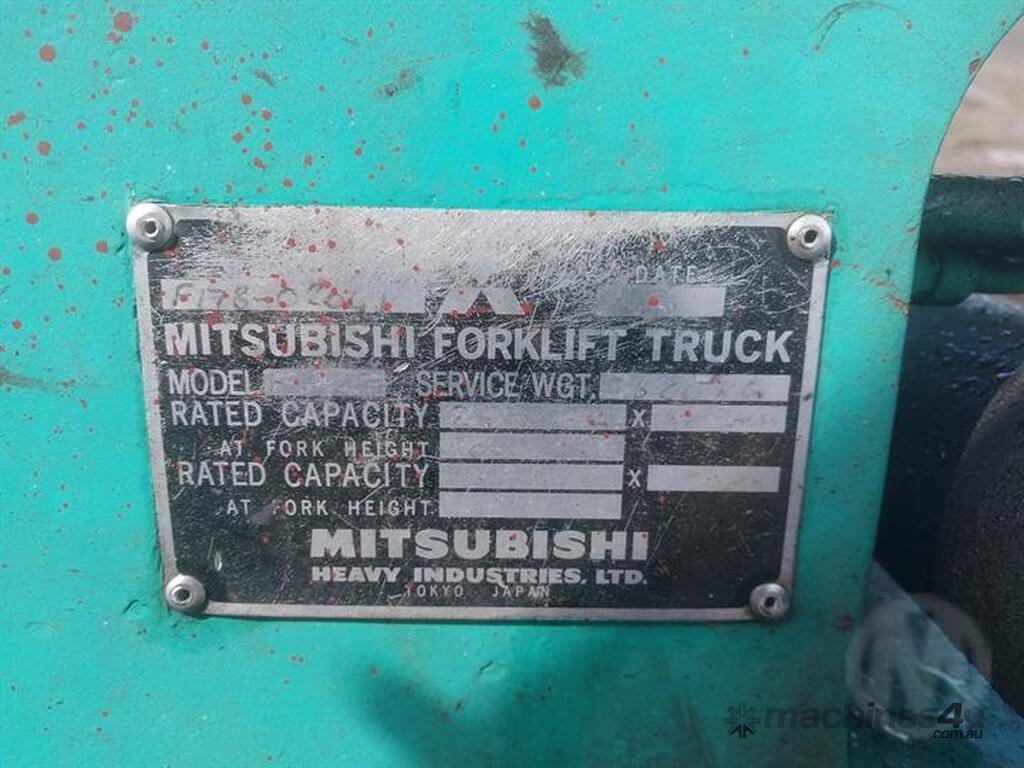 DATE
MITSUBISHI FORKLIFT TRUCK
MODEL SERVICE WGT.
RATED CAPACITY X
AT FORK HEIGHT
RATED CAPACITY X
AT FORK HEIGHT
MITSUBISHI
HEAVY INDUSTRIES, LTD.
TOKYO JAPAN
machines4u
.com.au